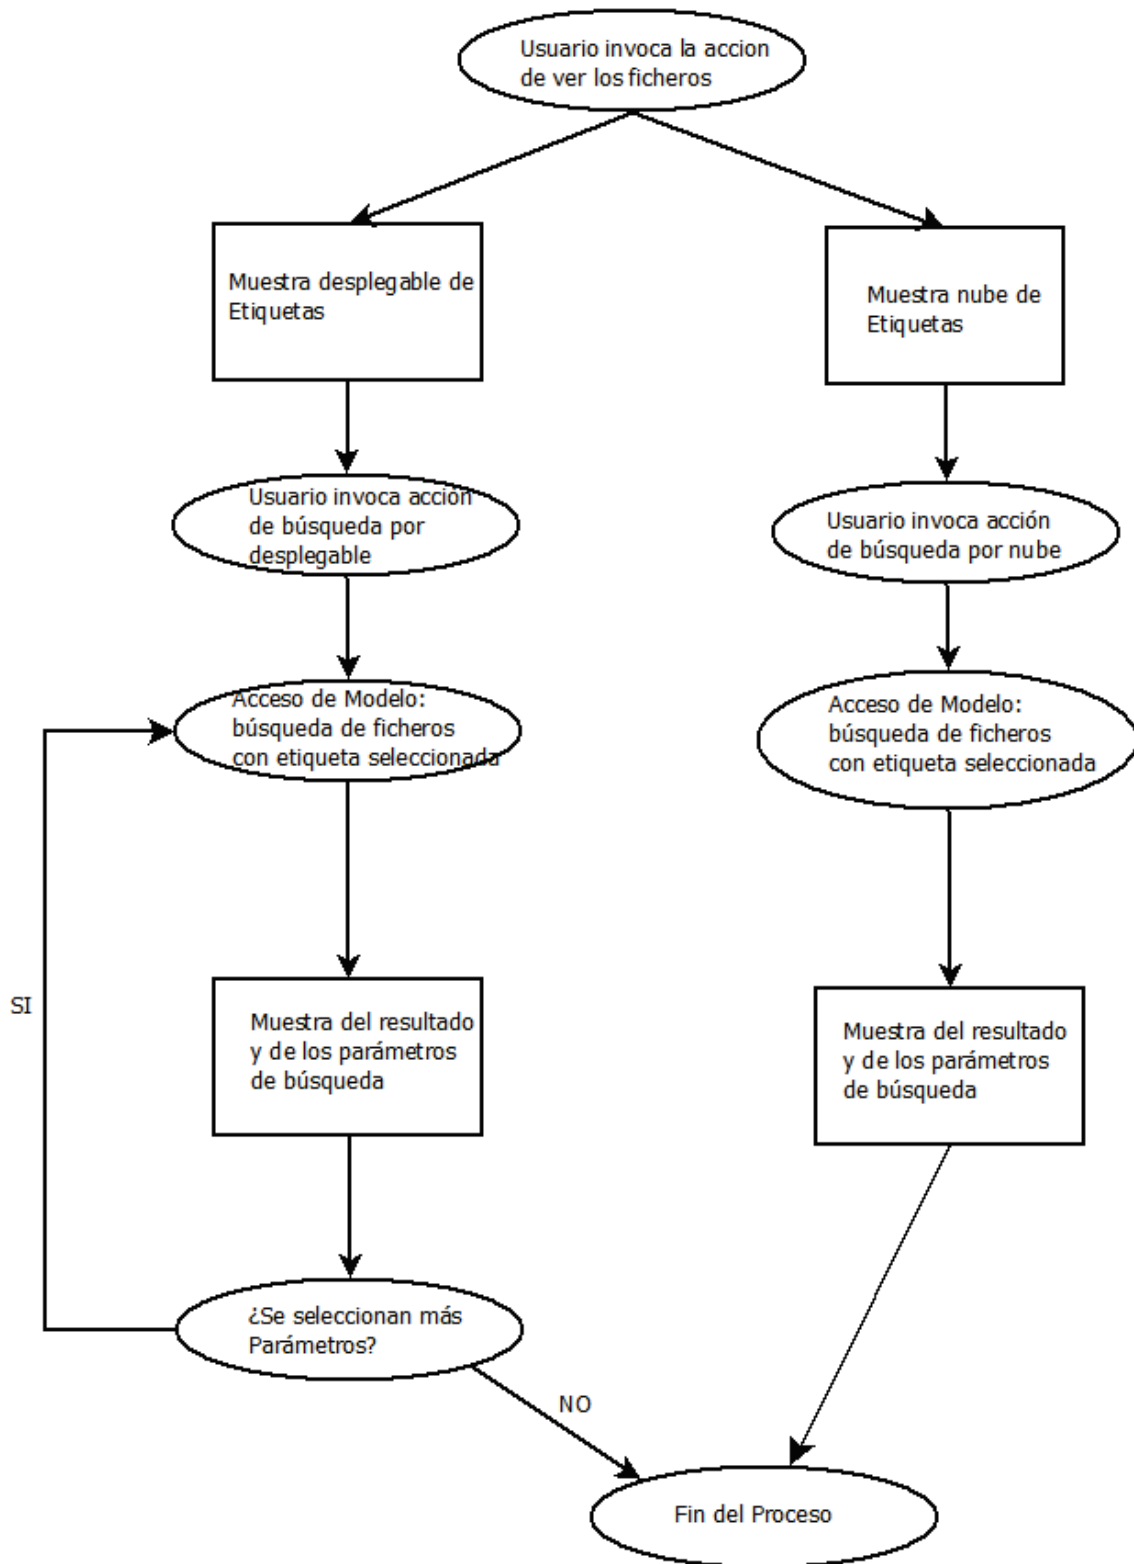 Usuario invoca la accion
de ver los ficheros
Muestra desplegable de
Etiquetas
Muestra nube de
Etiquetas
Usuario invoca acción
de búsqueda por
desplegable
Usuario invoca acción
de búsqueda por nube
Acceso de Modelo:
búsqueda de ficheros
con etiqueta seleccionada
Acceso de Modelo:
búsqueda de ficheros
con etiqueta seleccionada
SI
Muestra del resultado
y de los parámetros
de búsqueda
Muestra del resultado
y de los parámetros
de búsqueda
¿Se seleccionan más
Parámetros?
NO
Fin del Proceso